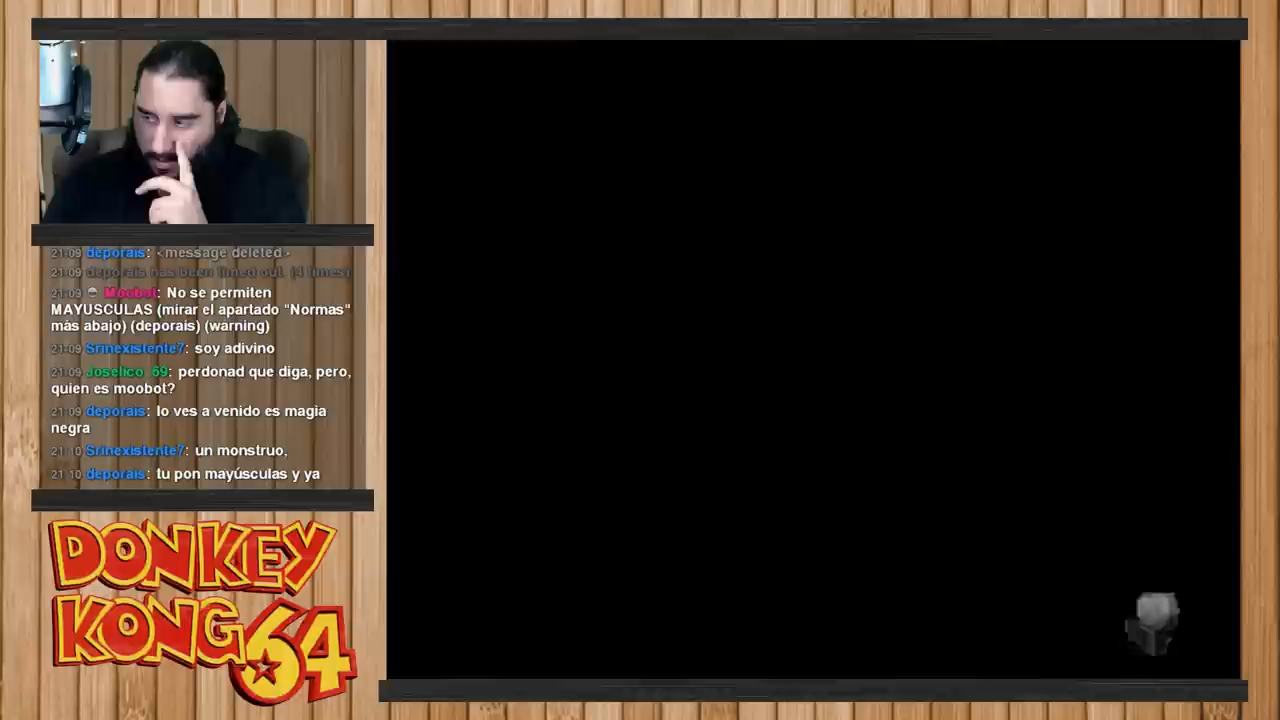 21:09 deporais: <message deleted>
21:09 deporais has been timed out. (4 times)
21:09 Moobot: No se permiten
MAYUSCULAS (mirar el apartado "Normas"
más abajo) (deporais) (warning)
21:09 Srinexistente7: soy adivino
21:09 Joselico_69: perdonad que diga, pero,
quien es moobot?
21:09 deporais: lo ves a venido es magia
negra
21:10 Srinexistente7: un monstruo,
21:10 deporais: tu pon mayúsculas y ya
DONKEY
KONG 64